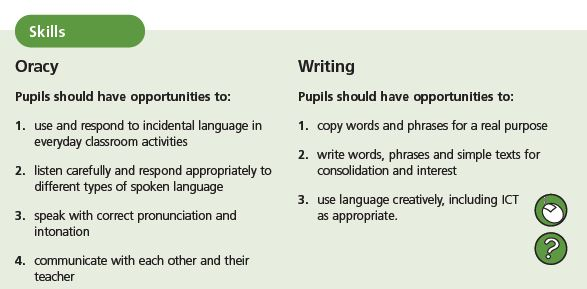 Skills
Oracy
Pupils should have opportunities to:
1. use and respond to incidental language in
everyday classroom activities
2. listen carefully and respond appropriately to
different types of spoken language
3. speak with correct pronunciation and
intonation
4. communicate with each other and their
teacher
Writing
Pupils should have opportunities to:
1. copy words and phrases for a real purpose
2. write words, phrases and simple texts for
consolidation and interest
3. use language creatively, including ICT
as appropriate.
?